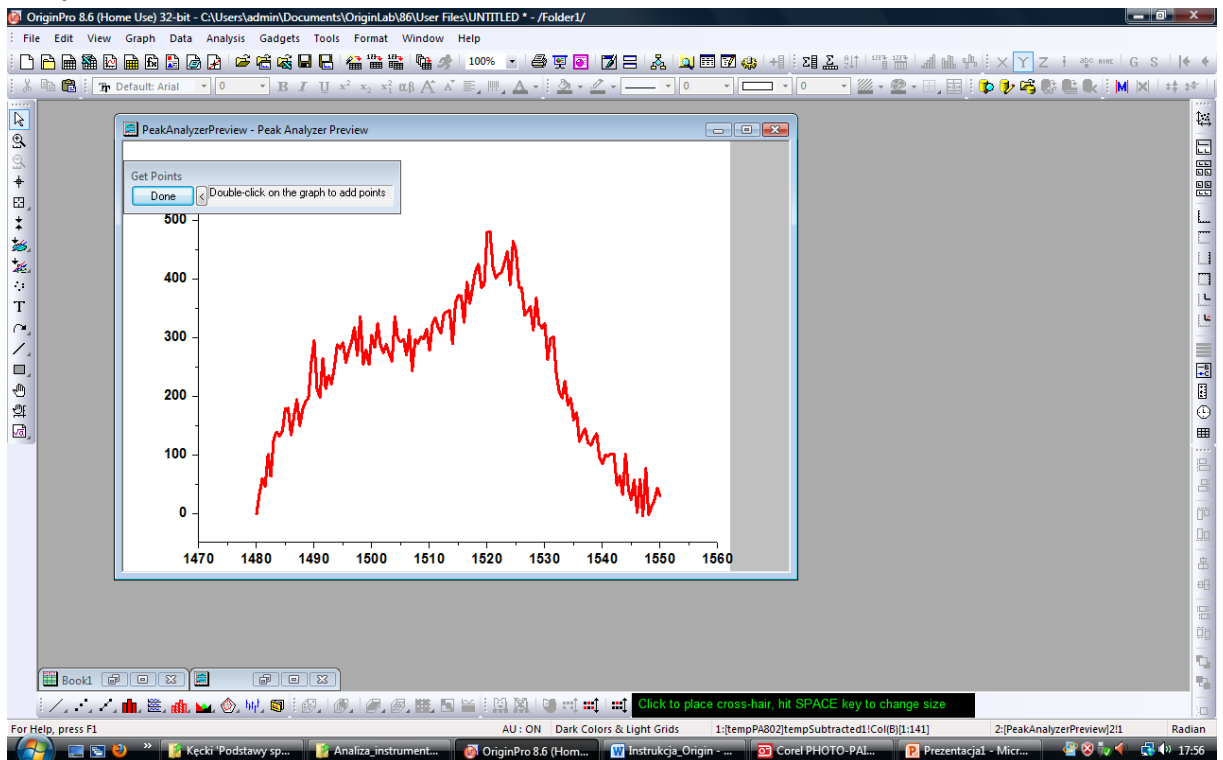 OriginPro 8.6 (Home Use) 32-bit - C:\Users\admin\Documents\OriginLab\86\User Files\UNTITLED * - /Folder1/
File Edit View Graph Data Analysis Gadgets Tools Format Window Help
100%
Y Z G S
Default: Arial 0 B I U x² x₂ αβ A 0 0
PeakAnalyzerPreview - Peak Analyzer Preview
Get Points
Done < Double-click on the graph to add points
500
400
300
200
100
0
1470 1480 1490 1500 1510 1520 1530 1540 1550 1560
T
Book1
Click to place cross-hair, hit SPACE key to change size
For Help, press F1 AU : ON Dark Colors & Light Grids 1:[tempPA802]tempSubtracted1!Col(B)[1:141] 2:[PeakAnalyzerPreview]2!1 Radian
Kęcki 'Podstawy sp... Analiza_instrument... OriginPro 8.6 (Hom... Instrukcja_Origin - ... Corel PHOTO-PAI... Prezentacja1 - Micr... 17:56